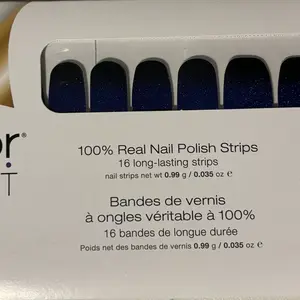 or®
T
100% Real Nail Polish Strips
16 long-lasting strips
nail strips net wt 0.99 g / 0.035 oz ℮
Bandes de vernis
à ongles véritable à 100%
16 bandes de longue durée
Poids net des bandes de vernis 0.99 g / 0.035 oz ℮